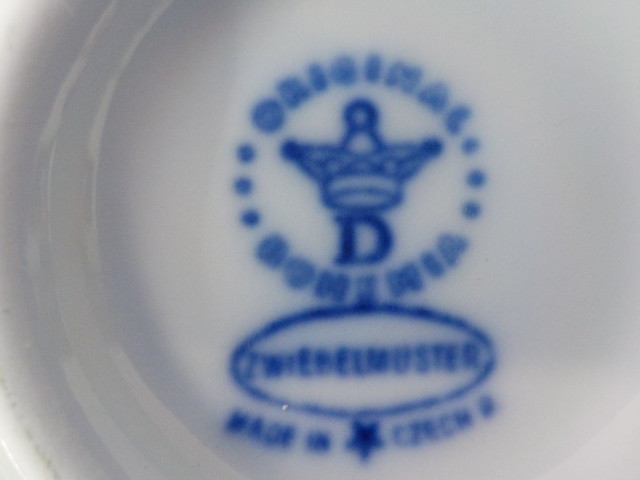 ORIGINAL
D
BOHEMIA
ZWIEBELMUSTER
MADE IN CZECH R.